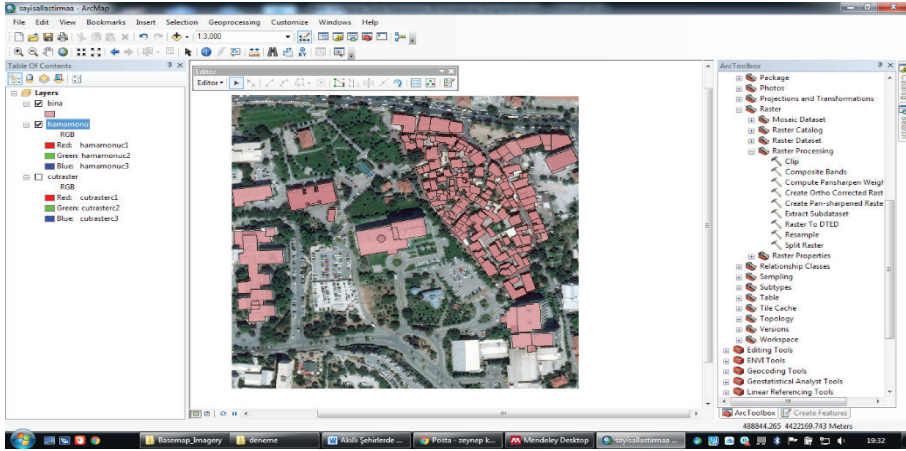 sayisallastirmaa - ArcMap
File Edit View Bookmarks Insert Selection Geoprocessing Customize Windows Help
1:3,000
Table Of Contents
Layers
bina
hamamonu
RGB
Red: hamamonuc1
Green: hamamonuc2
Blue: hamamonuc3
cutraster
RGB
Red: cutrasterc1
Green: cutrasterc2
Blue: cutrasterc3
Editor
Editor
ArcToolbox
Package
Photos
Projections and Transformations
Raster
Mosaic Dataset
Raster Catalog
Raster Dataset
Raster Processing
Clip
Composite Bands
Compute Pansharpen Weigh
Create Ortho Corrected Rast
Create Pan-sharpened Raste
Extract Subdataset
Raster To DTED
Resample
Split Raster
Raster Properties
Relationship Classes
Sampling
Subtypes
Table
Tile Cache
Topology
Versions
Workspace
Editing Tools
ENVI Tools
Geocoding Tools
Geostatistical Analyst Tools
Linear Referencing Tools
ArcToolbox Create Features
488844.265 4422169.743 Meters
Basemap_Imagery deneme Akıllı Şehirlerde ... Posta - zeynep k... Mendeley Desktop sayisallastirmaa ... 19:32